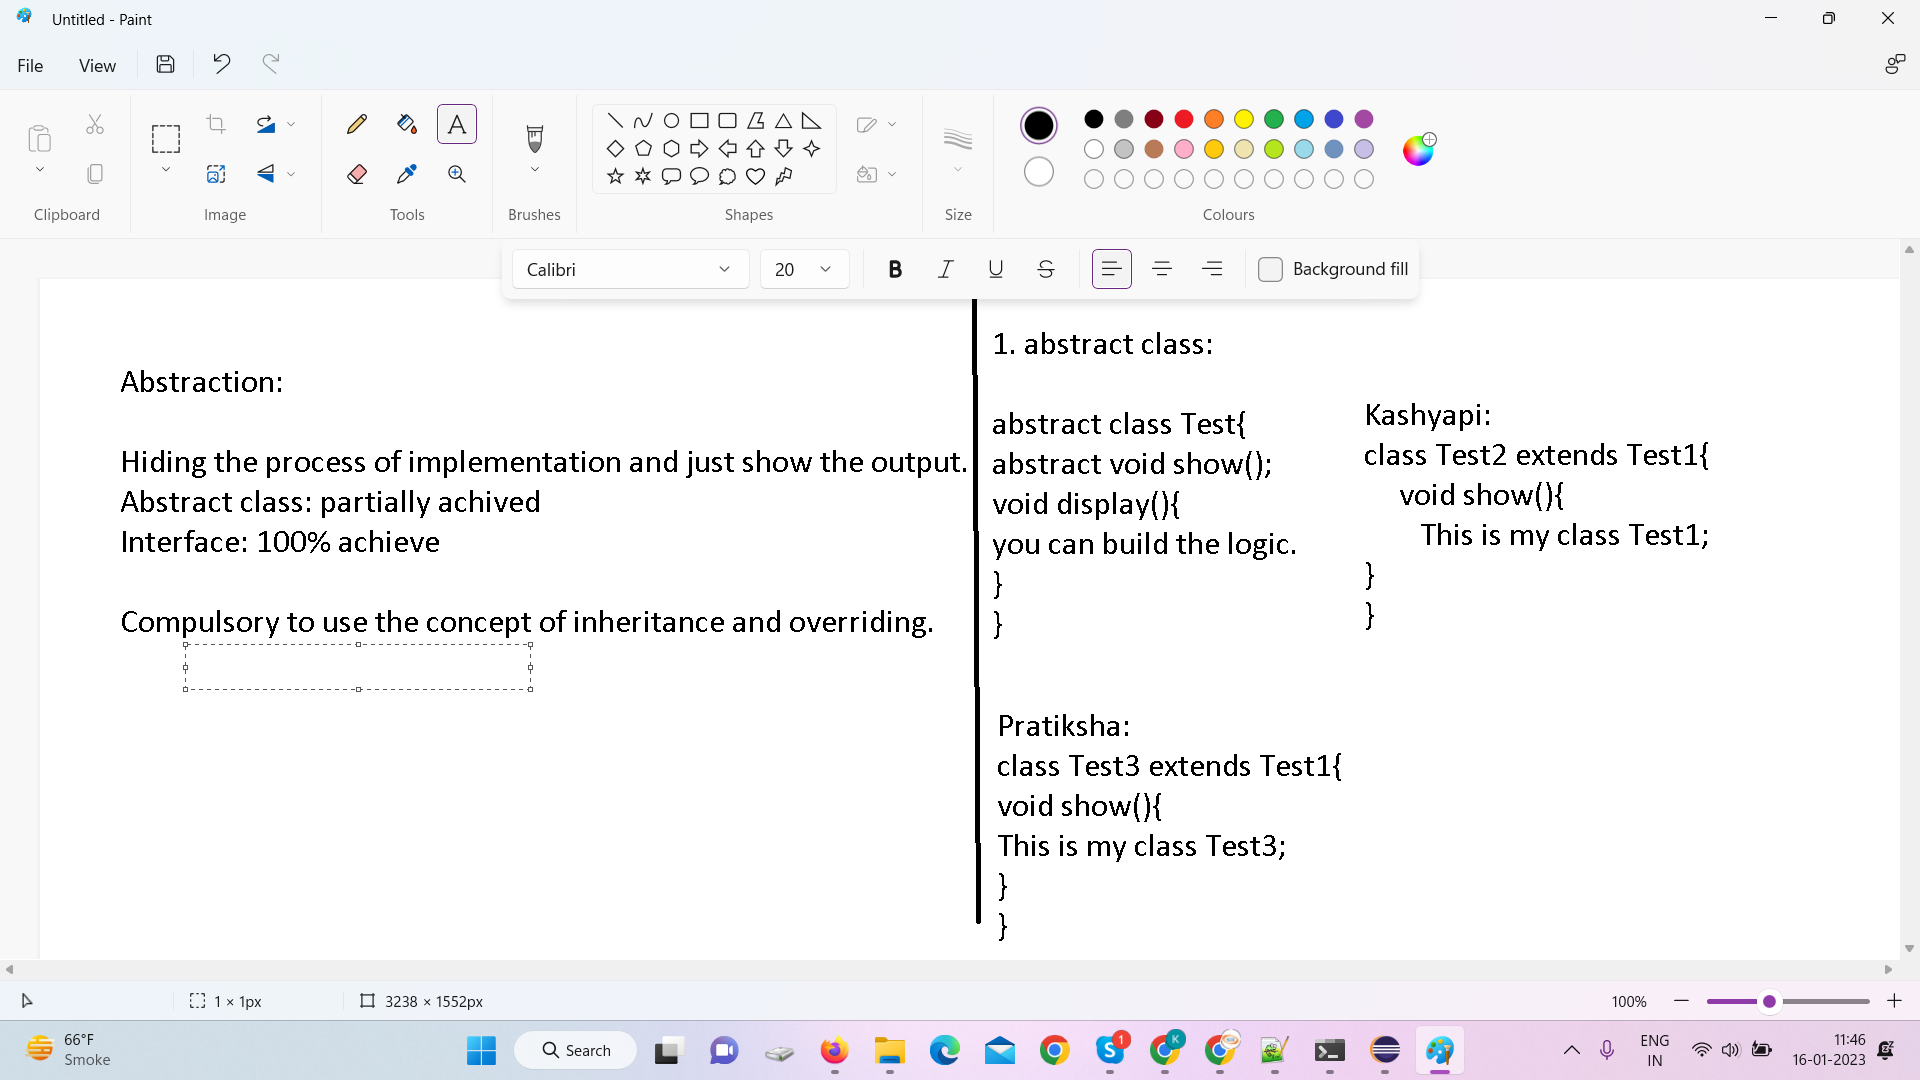 Untitled - Paint
File
View
Clipboard
Image
Tools
Brushes
Shapes
Size
Colours
Calibri
20
B I U S
Background fill
Abstraction:
Hiding the process of implementation and just show the output.
Abstract class: partially achived
Interface: 100% achieve
Compulsory to use the concept of inheritance and overriding.
1. abstract class:
abstract class Test{
abstract void show();
void display(){
you can build the logic.
}
}
Kashyapi:
class Test2 extends Test1{
void show(){
This is my class Test1;
}
}
Pratiksha:
class Test3 extends Test1{
void show(){
This is my class Test3;
}
}
1 × 1px
3238 × 1552px
100%
66°F
Smoke
Search
1
K
ENG
IN
11:46
16-01-2023